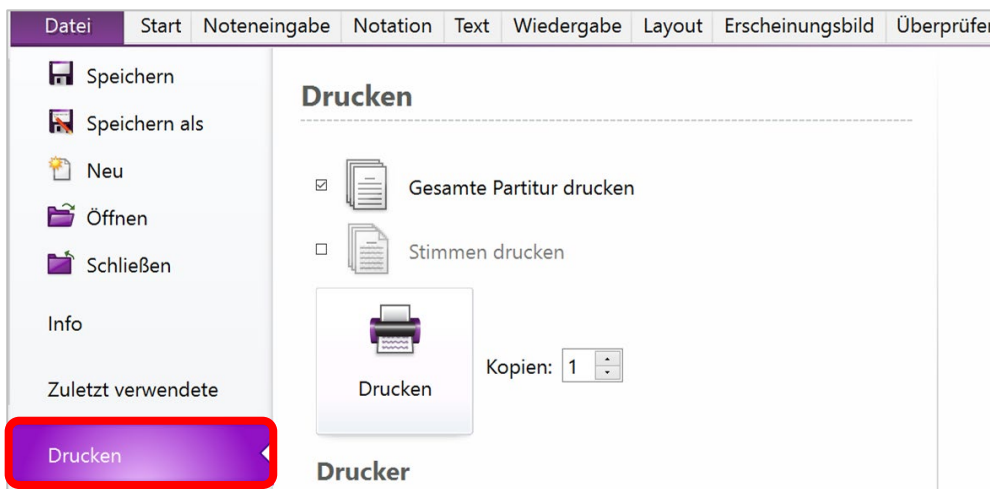 Datei Start Noteneingabe Notation Text Wiedergabe Layout Erscheinungsbild Überprüfe
Speichern
Speichern als
Neu
Öffnen
Schließen
Info
Zuletzt verwendete
Drucken
Drucken
Gesamte Partitur drucken
Stimmen drucken
Drucken
Kopien: 1
Drucker